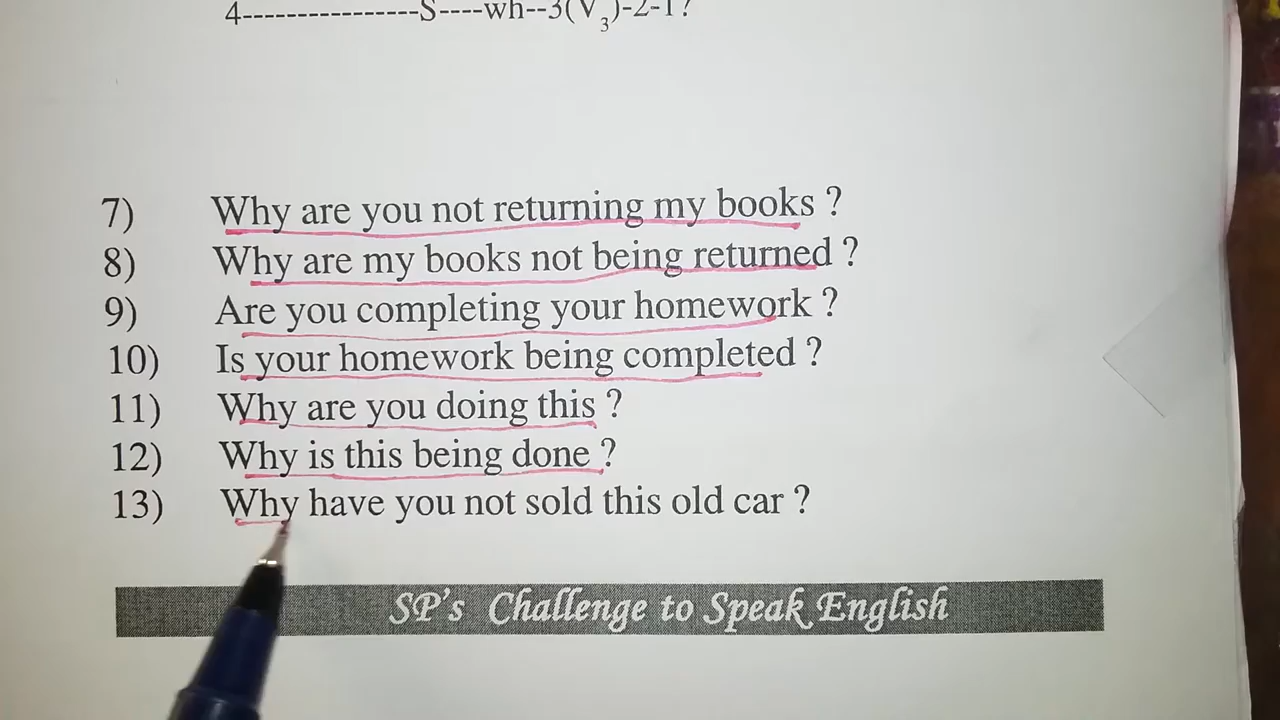 4----------------S----wh--3(V3)-2-1?
7) Why are you not returning my books ?
8) Why are my books not being returned ?
9) Are you completing your homework ?
10) Is your homework being completed ?
11) Why are you doing this ?
12) Why is this being done ?
13) Why have you not sold this old car ?
SP's Challenge to Speak English